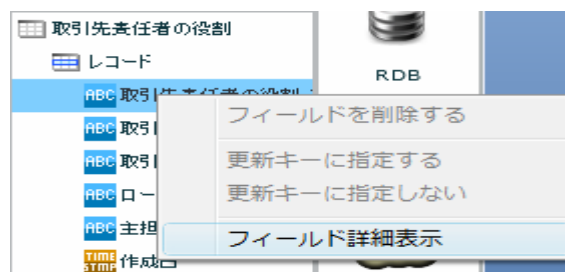 取引先責任者の役割
レコード
RDB
ABC 取引先責任者の役割
フィールドを削除する
ABC 取引
更新キーに指定する
ABC 取引
更新キーに指定しない
ABC ロー
ABC 主担
フィールド詳細表示
TIME STMP 作成日